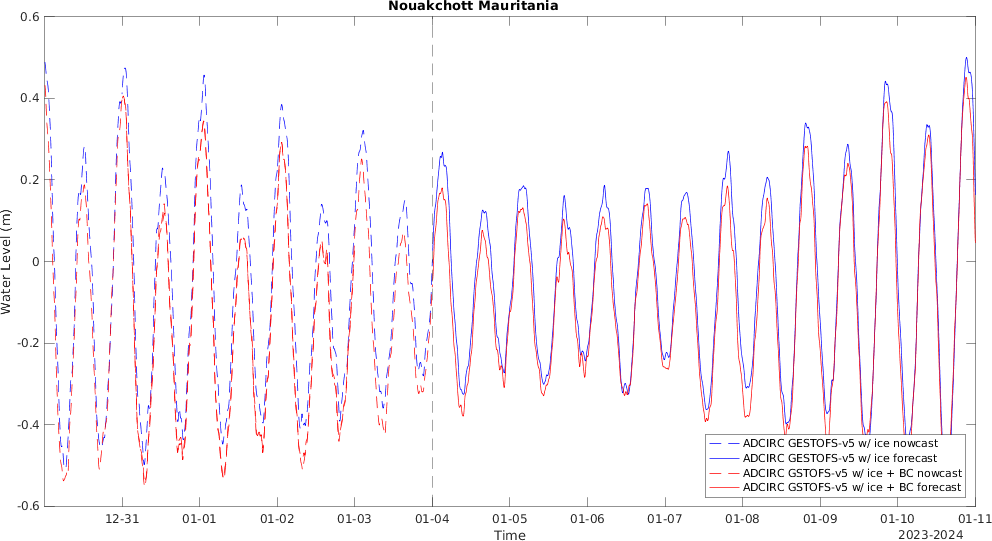 Nouakchott Mauritania
0.6
0.4
0.2
0
-0.2
-0.4
-0.6
Water Level (m)
12-31
01-01
01-02
01-03
01-04
01-05
01-06
01-07
01-08
01-09
01-10
01-11
Time
2023-2024
ADCIRC GESTOFS-v5 w/ ice nowcast
ADCIRC GESTOFS-v5 w/ ice forecast
ADCIRC GSTOFS-v5 w/ ice + BC nowcast
ADCIRC GSTOFS-v5 w/ ice + BC forecast